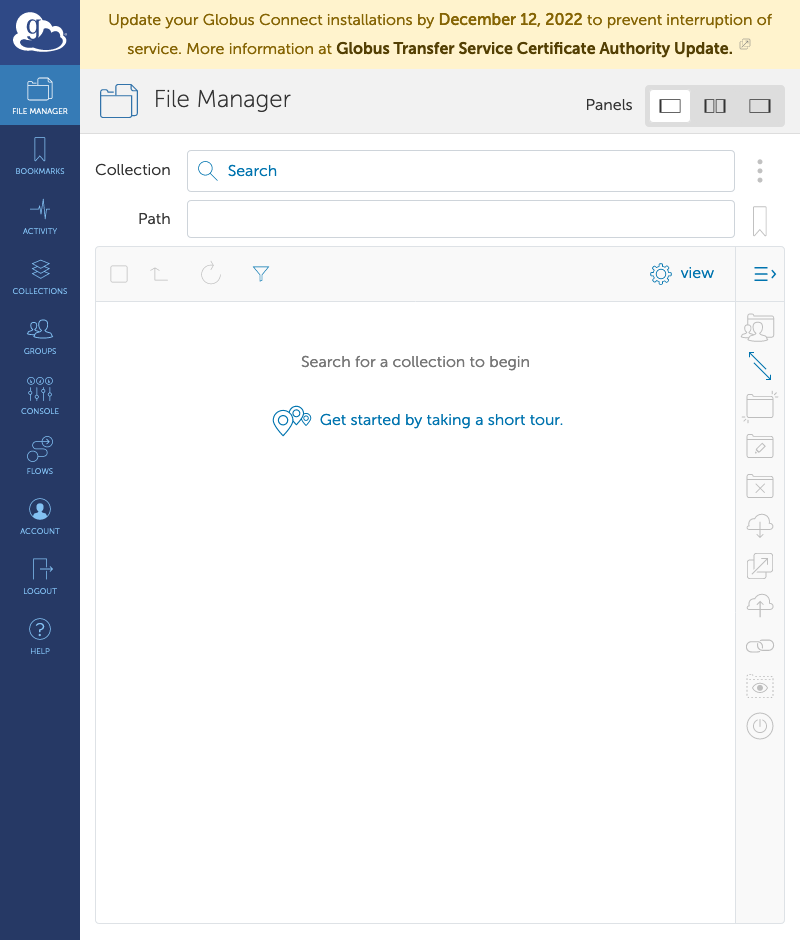 Update your Globus Connect installations by December 12, 2022 to prevent interruption of
service. More information at Globus Transfer Service Certificate Authority Update.
g
FILE MANAGER
BOOKMARKS
ACTIVITY
COLLECTIONS
GROUPS
CONSOLE
FLOWS
ACCOUNT
LOGOUT
?
HELP
File Manager
Panels
Collection
Search
Path
view
Search for a collection to begin
Get started by taking a short tour.